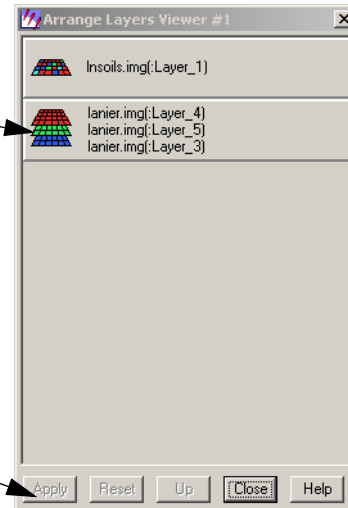 Arrange Layers Viewer #1
lnsoils.img(:Layer_1)
lanier.img(:Layer_4)
lanier.img(:Layer_5)
lanier.img(:Layer_3)
Apply Reset Up Close Help